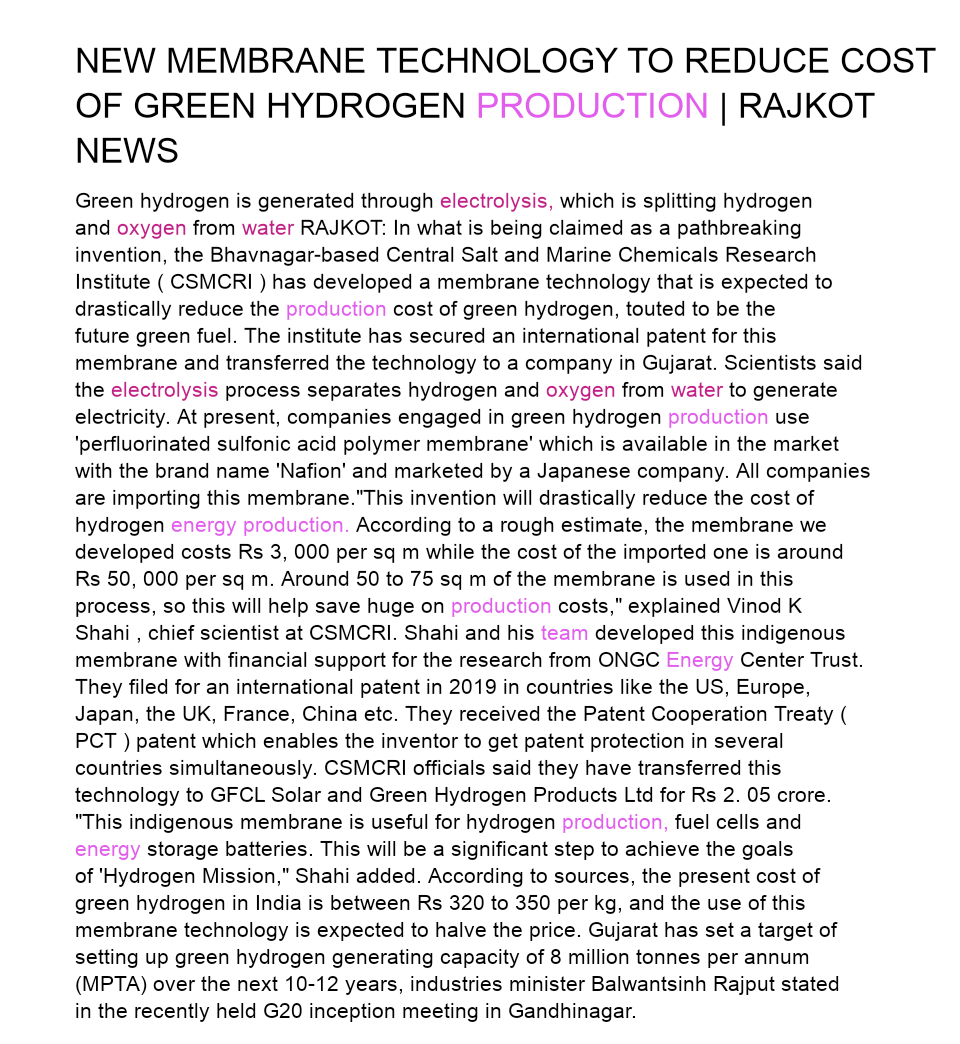 NEW MEMBRANE TECHNOLOGY TO REDUCE COST
OF GREEN HYDROGEN PRODUCTION | RAJKOT
NEWS
Green hydrogen is generated through electrolysis, which is splitting hydrogen
and oxygen from water RAJKOT: In what is being claimed as a pathbreaking
invention, the Bhavnagar-based Central Salt and Marine Chemicals Research
Institute ( CSMCRI ) has developed a membrane technology that is expected to
drastically reduce the production cost of green hydrogen, touted to be the
future green fuel. The institute has secured an international patent for this
membrane and transferred the technology to a company in Gujarat. Scientists said
the electrolysis process separates hydrogen and oxygen from water to generate
electricity. At present, companies engaged in green hydrogen production use
'perfluorinated sulfonic acid polymer membrane' which is available in the market
with the brand name 'Nafion' and marketed by a Japanese company. All companies
are importing this membrane."This invention will drastically reduce the cost of
hydrogen energy production. According to a rough estimate, the membrane we
developed costs Rs 3, 000 per sq m while the cost of the imported one is around
Rs 50, 000 per sq m. Around 50 to 75 sq m of the membrane is used in this
process, so this will help save huge on production costs," explained Vinod K
Shahi , chief scientist at CSMCRI. Shahi and his team developed this indigenous
membrane with financial support for the research from ONGC Energy Center Trust.
They filed for an international patent in 2019 in countries like the US, Europe,
Japan, the UK, France, China etc. They received the Patent Cooperation Treaty (
PCT ) patent which enables the inventor to get patent protection in several
countries simultaneously. CSMCRI officials said they have transferred this
technology to GFCL Solar and Green Hydrogen Products Ltd for Rs 2. 05 crore.
"This indigenous membrane is useful for hydrogen production, fuel cells and
energy storage batteries. This will be a significant step to achieve the goals
of 'Hydrogen Mission," Shahi added. According to sources, the present cost of
green hydrogen in India is between Rs 320 to 350 per kg, and the use of this
membrane technology is expected to halve the price. Gujarat has set a target of
setting up green hydrogen generating capacity of 8 million tonnes per annum
(MPTA) over the next 10-12 years, industries minister Balwantsinh Rajput stated
in the recently held G20 inception meeting in Gandhinagar.